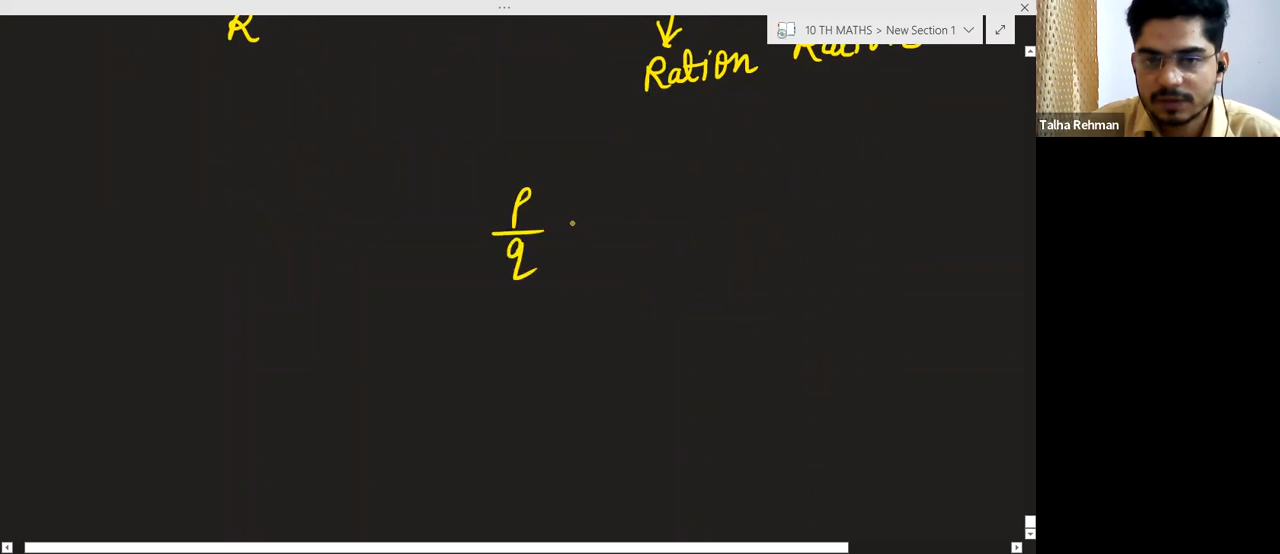 ...
10 TH MATHS > New Section 1
R
Ration
Talha Rehman
p
q